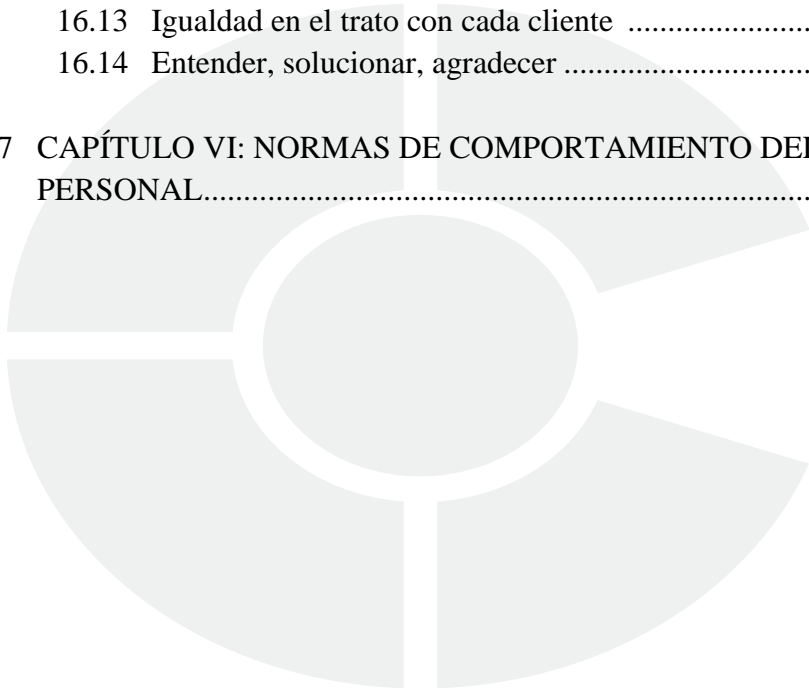 16.13 Igualdad en el trato con cada cliente ..............................
16.14 Entender, solucionar, agradecer ........................................
7 CAPÍTULO VI: NORMAS DE COMPORTAMIENTO DEL
PERSONAL....................................................................................